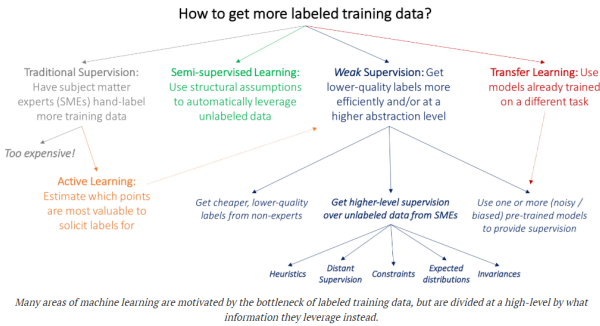 How to get more labeled training data?
Traditional Supervision:
Have subject matter
experts (SMEs) hand-label
more training data
Semi-supervised Learning:
Use structural assumptions
to automatically leverage
unlabeled data
Weak Supervision: Get
lower-quality labels more
efficiently and/or at a
higher abstraction level
Transfer Learning: Use
models already trained
on a different task
Too expensive!
Active Learning:
Estimate which points
are most valuable to
solicit labels for
Get cheaper, lower-quality
labels from non-experts
Get higher-level supervision
over unlabeled data from SMEs
Use one or more (noisy /
biased) pre-trained models
to provide supervision
Heuristics
Distant
Supervision
Constraints
Expected
distributions
Invariances
Many areas of machine learning are motivated by the bottleneck of labeled training data, but are divided at a high-level by what
information they leverage instead.